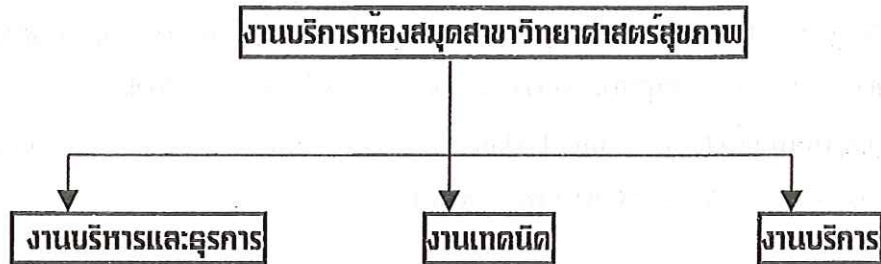 งานบริการห้องสมุดสาขาวิทยาศาสตร์สุขภาพ
งานบริหารและธุรการ
งานเทคนิค
งานบริการ